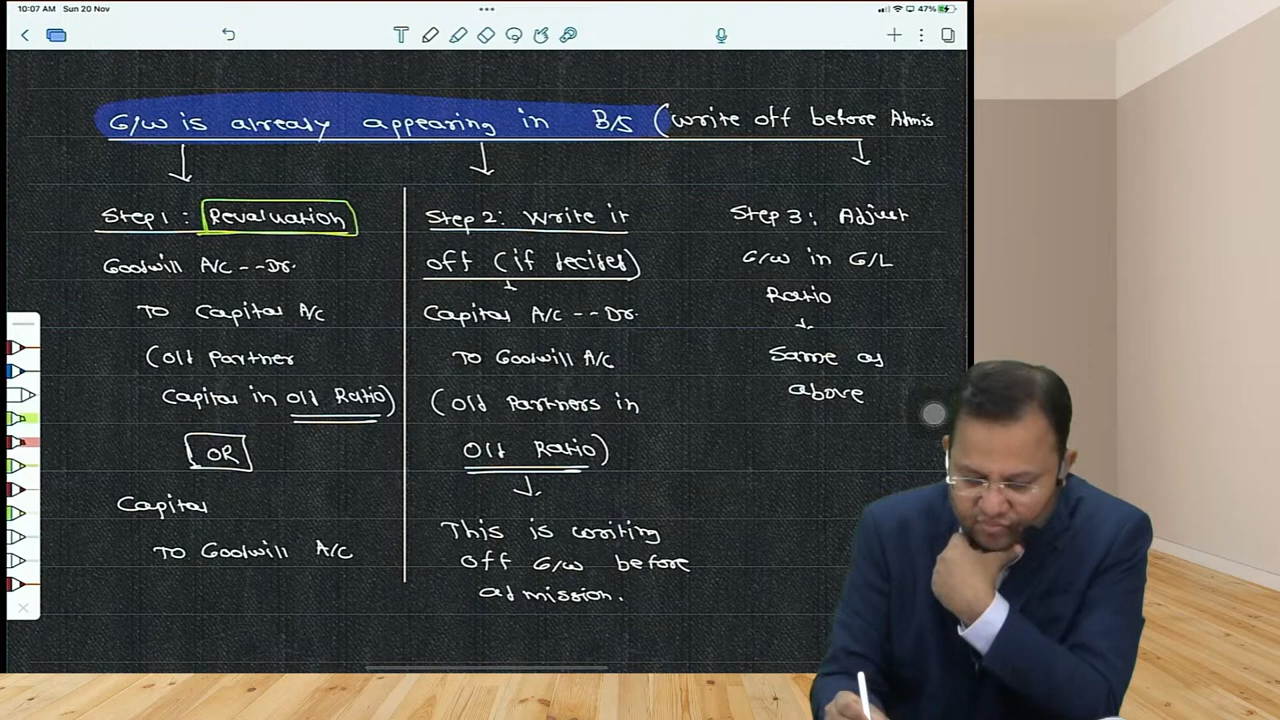 10:07 AM Sun 20 Nov
47%
G/W is already appearing in B/S (write off before Admis
Step 1: Revaluation
Goodwill A/C --Dr.
To Capital A/C
(Old Partner
Capital in Old Ratio)
OR
Capital
To Goodwill A/C
Step 2: Write it
off (if decides)
Capital A/C --Dr.
To Goodwill A/C
(Old Partners in
Old Ratio)
This is writing
off G/W before
admission.
Step 3: Adjust
G/W in G/L
Ratio
Same as
above